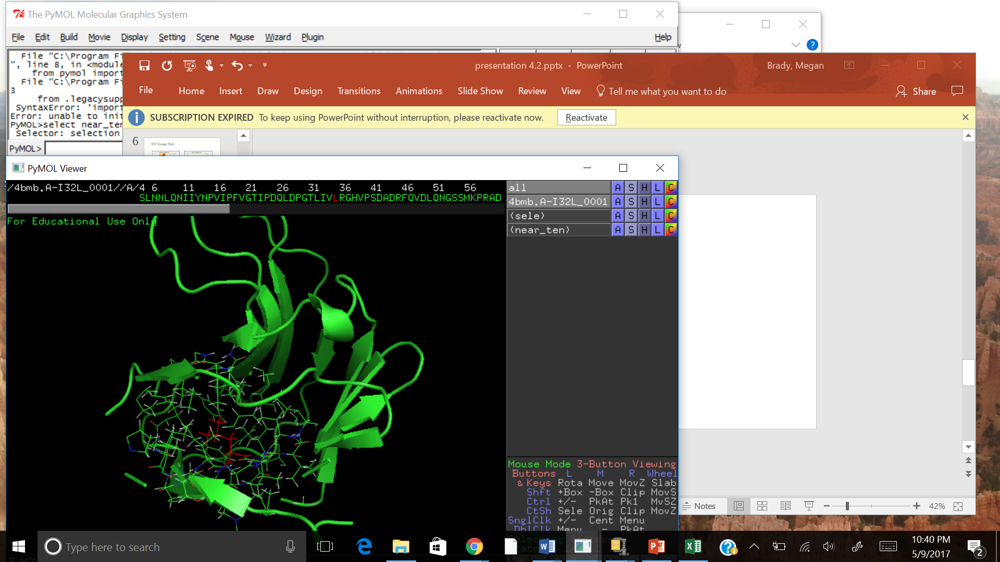 The PyMOL Molecular Graphics System
File Edit Build Movie Display Setting Scene Mouse Wizard Plugin Help
File "C:\Program Fi
", line 8, in <module
from pymol import
File "C:\Program Fi
3
from .legacysupp
SyntaxError: 'import
Error: unable to init
PyMOL>select near_ter
Selector: selection
PyMOL>
presentation 4.2.pptx - PowerPoint
Brady, Megan
File Home Insert Draw Design Transitions Animations Slide Show Review View Tell me what you want to do Share
SUBSCRIPTION EXPIRED To keep using PowerPoint without interruption, please reactivate now. Reactivate
6
I35F Energy Plots
PyMOL Viewer
/4bmb.A-I32L_0001//A/4 6 11 16 21 26 31 36 41 46 51 56
SLNNLQNIIYNPVIPFVGTIPDQLDPGTLIVLRGHVPSDADRFQVDLQNGSSMKPRAD
For Educational Use Only
all A S H L C
4bmb.A-I32L_0001 A S H L C
(sele) A S H L C
(near_ten) A S H L C
Mouse Mode 3-Button Viewing
Buttons L M R Wheel
& Keys Rota Move MovZ Slab
Shft +Box -Box Clip MovS
Ctrl +/- PkAt Pk1 MvSZ
CtSh Sele Orig Clip MovZ
SnglClk +/- Cent Menu
DblClk Menu - PkAt
Notes
42%
Type here to search
10:40 PM
5/9/2017
2